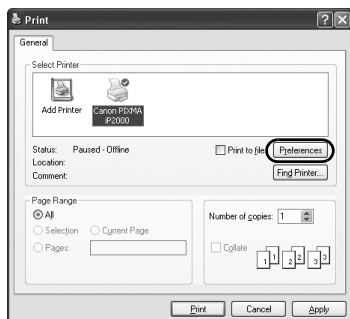 Print
General
Select Printer
Add Printer
Canon PIXMA
iP2000
Status: Paused - Offline
Location:
Comment:
Print to file
Preferences
Find Printer...
Page Range
All
Selection
Current Page
Pages:
Number of copies: 1
Collate
1 1 2 2 3 3
Print
Cancel
Apply